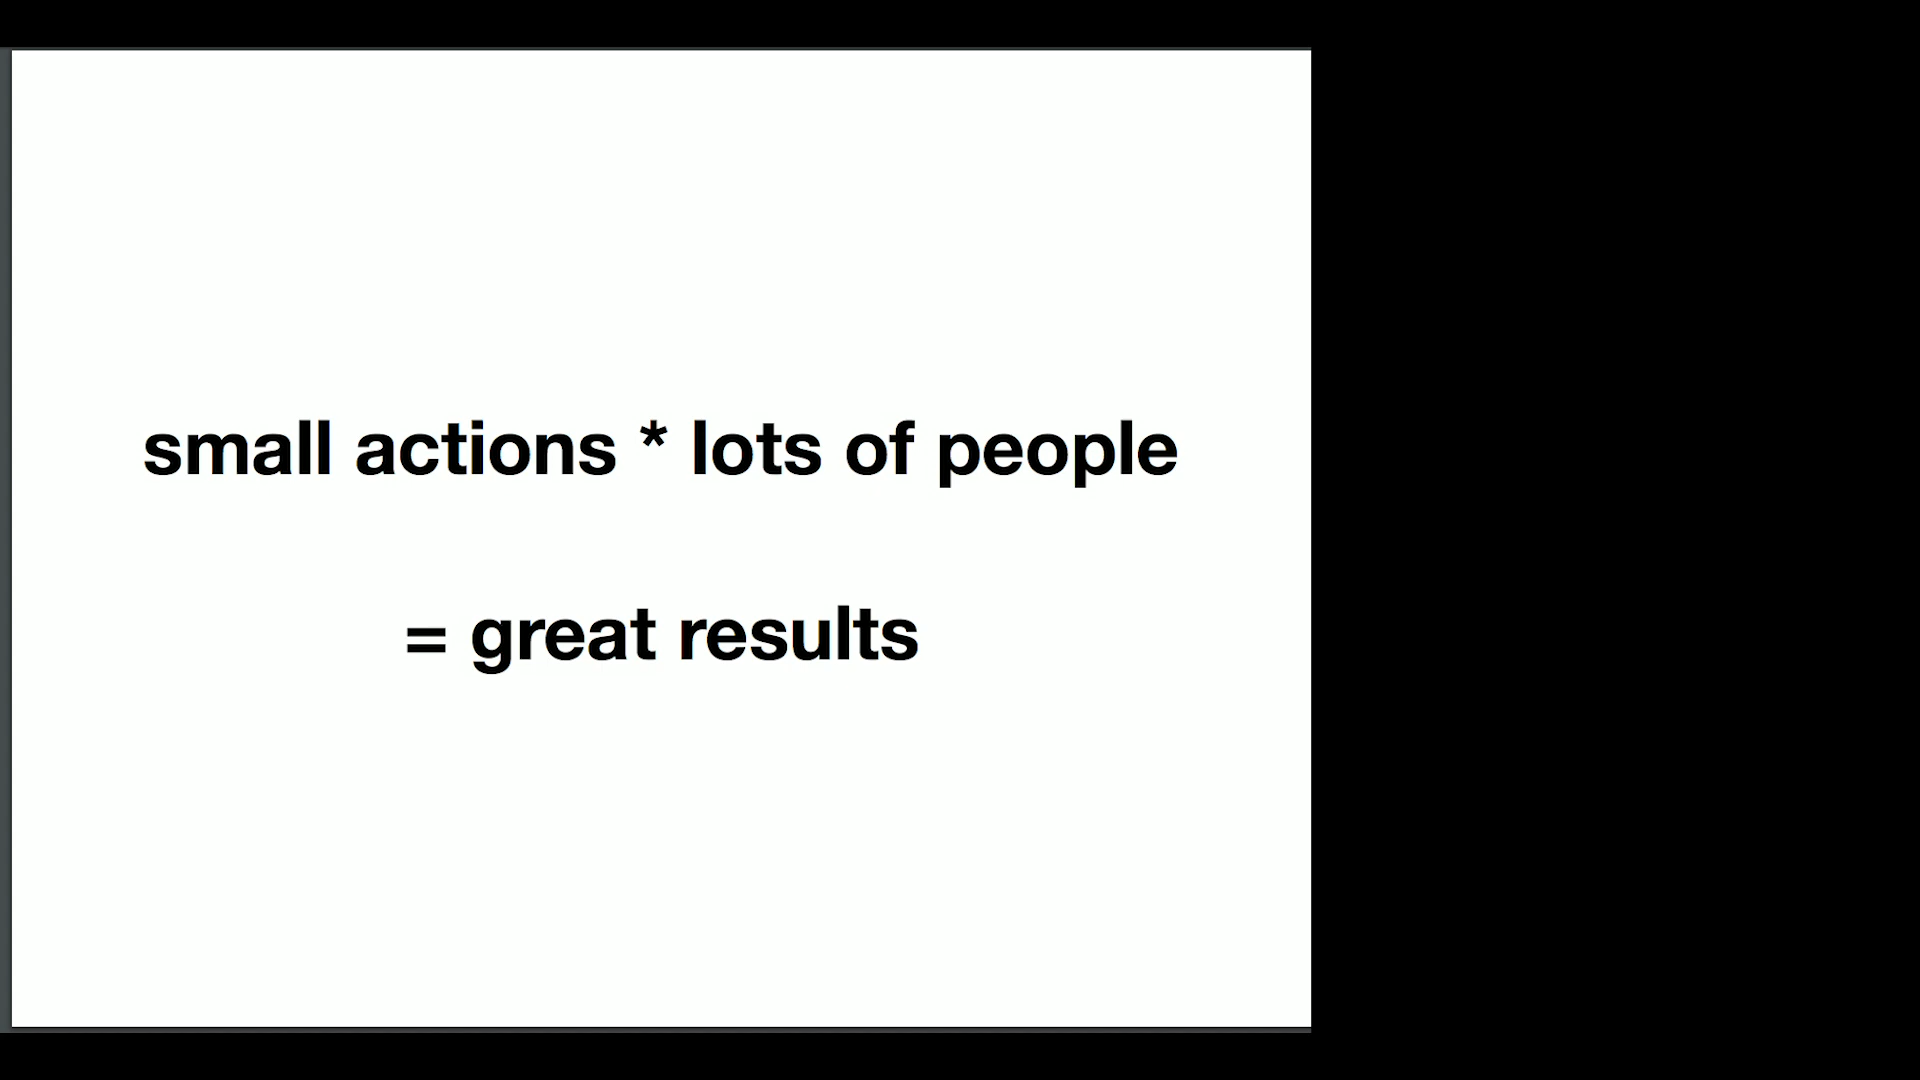 small actions * lots of people
= great results